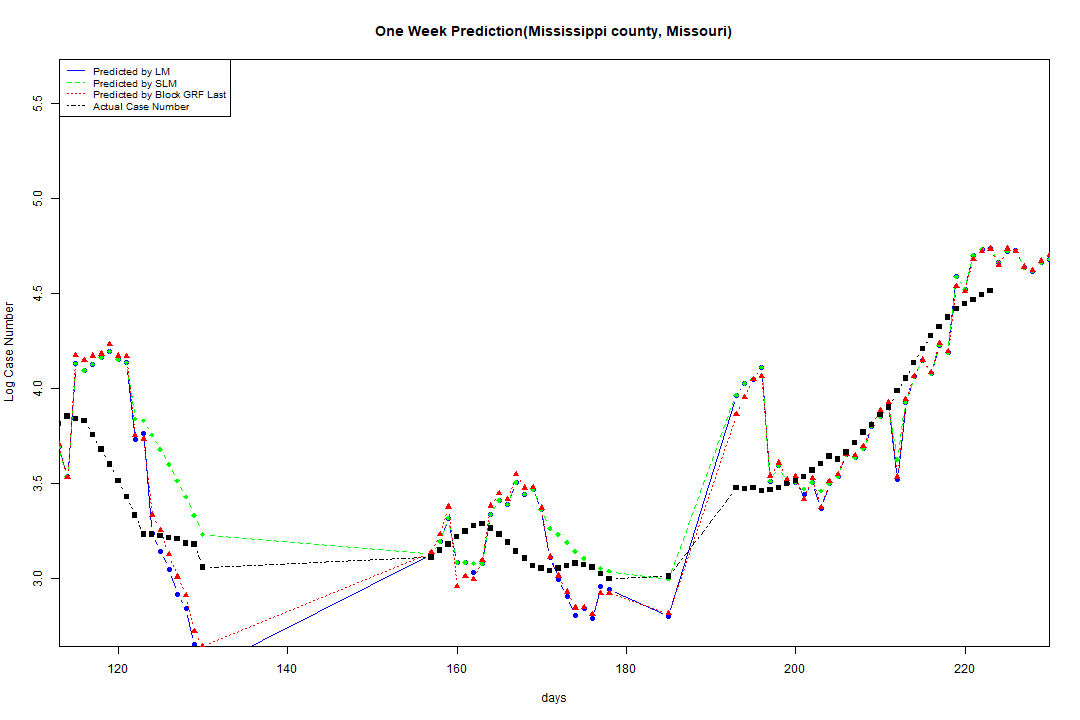 One Week Prediction(Mississippi county, Missouri)
Predicted by LM
Predicted by SLM
Predicted by Block GRF Last
Actual Case Number
5.5
5.0
4.5
4.0
3.5
3.0
Log Case Number
120 140 160 180 200 220
days